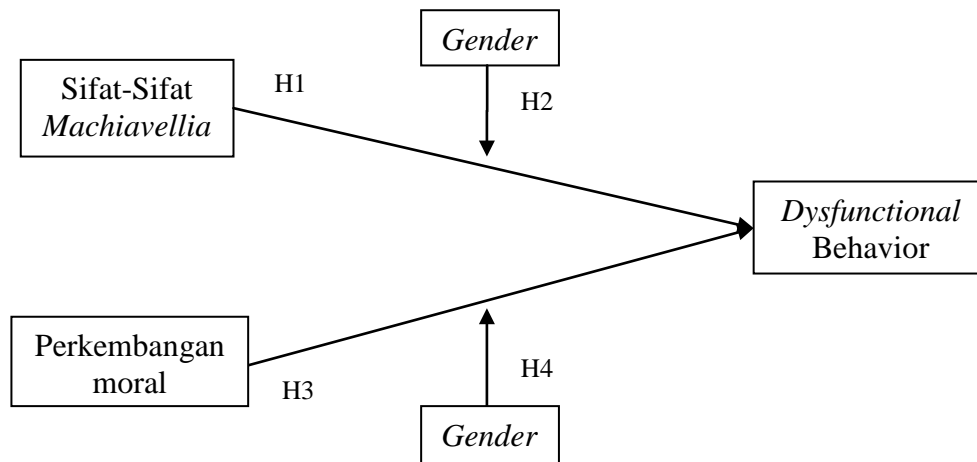 Gender
Sifat-Sifat
Machiavellia
H1
H2
Dysfunctional
Behavior
Perkembangan
moral
H3
H4
Gender